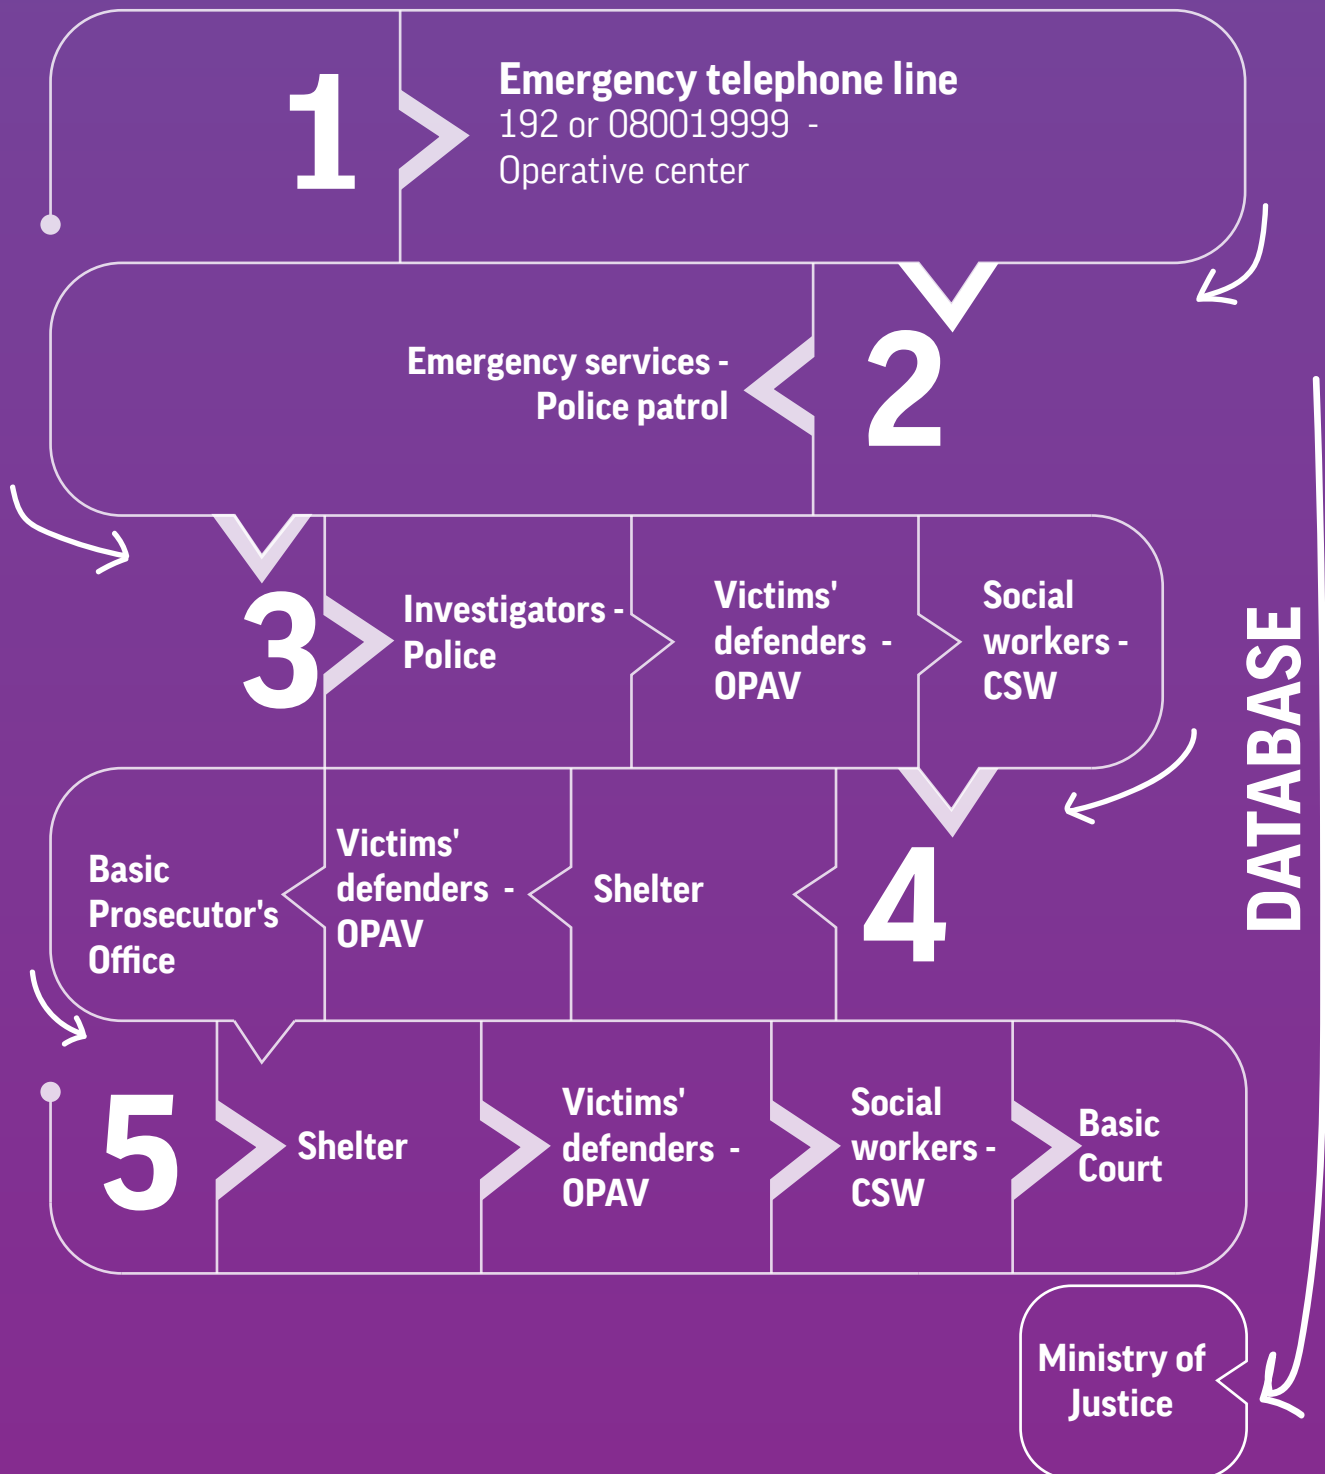 1
Emergency telephone line
192 or 080019999 -
Operative center
2
Emergency services -
Police patrol
3
Investigators -
Police
Victims'
defenders -
OPAV
Social
workers -
CSW
4
Shelter
Victims'
defenders -
OPAV
Basic
Prosecutor's
Office
5
Shelter
Victims'
defenders -
OPAV
Social
workers -
CSW
Basic
Court
DATABASE
Ministry of
Justice